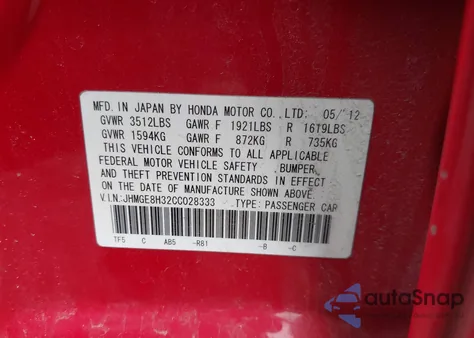 MFD.IN JAPAN BY HONDA MOTOR CO.,LTD: 05/'12
GVWR 3512LBS GAWR F 1921LBS R 1619LBS
GVWR 1594KG GAWR F 872KG R 735KG
THIS VEHICLE CONFORMS TO ALL APPLICABLE
FEDERAL MOTOR VEHICLE SAFETY ,BUMPER,
AND THEFT PREVENTION STANDARDS IN EFFECT
ON THE DATE OF MANUFACTURE SHOWN ABOVE.
V.I.N:JHMGE8H32CC028333 TYPE:PASSENGER CAR
TF5 C AB5 -R81 -B -C
autoSnap